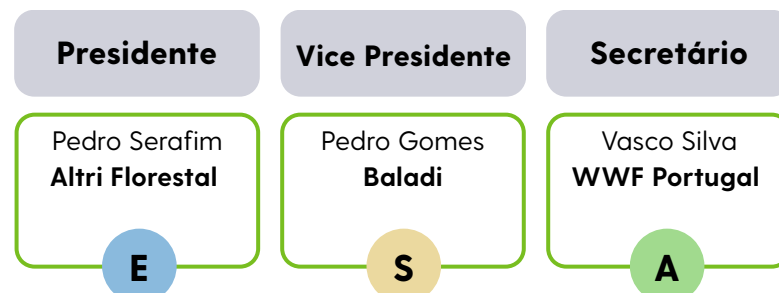 Presidente
Vice Presidente
Secretário
Pedro Serafim
Altri Florestal
E
Pedro Gomes
Baladi
S
Vasco Silva
WWF Portugal
A